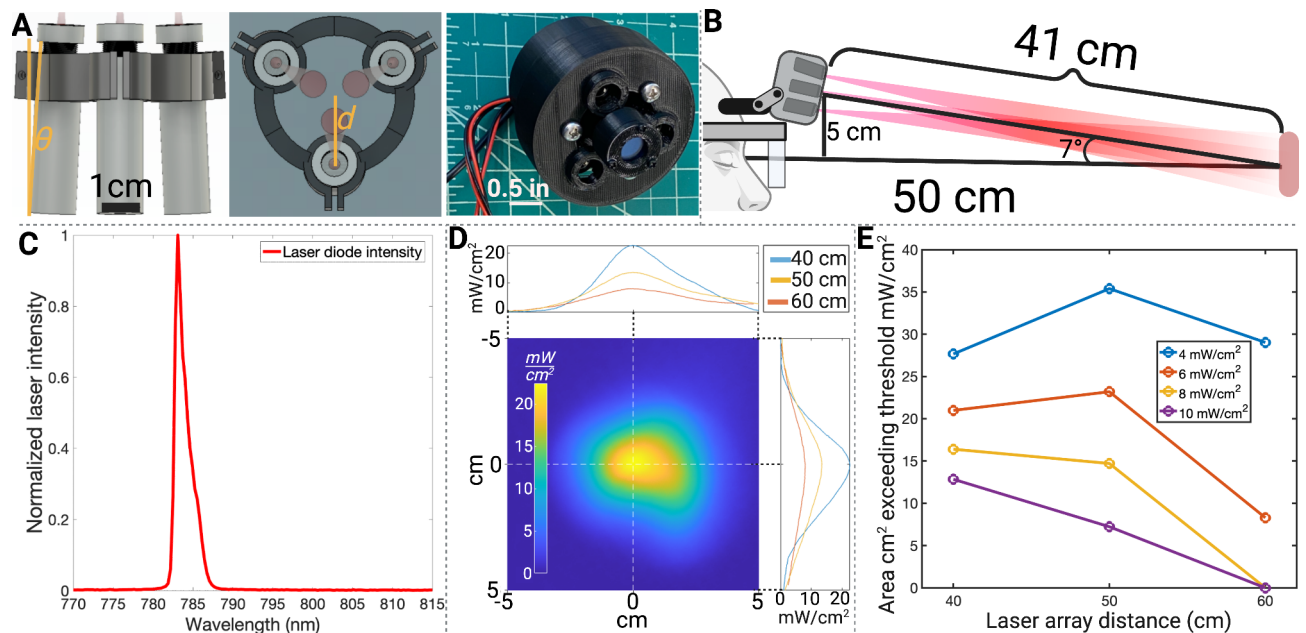 A
θ
1cm
d
0.5 in
B
41 cm
5 cm
7°
50 cm
C
Normalized laser intensity
1
0.8
0.6
0.4
0.2
0
Laser diode intensity
770 775 780 785 790 795 800 805 810 815
Wavelength (nm)
D
mW/cm²
20
10
0
40 cm
50 cm
60 cm
-5 0 5
cm
-5
0
5
mW
cm²
20
15
10
5
0
-5 0 5
cm
0 10 20
mW/cm²
E
Area cm² exceeding threshold mW/cm²
40
35
30
25
20
15
10
5
0
4 mW/cm²
6 mW/cm²
8 mW/cm²
10 mW/cm²
40 50 60
Laser array distance (cm)